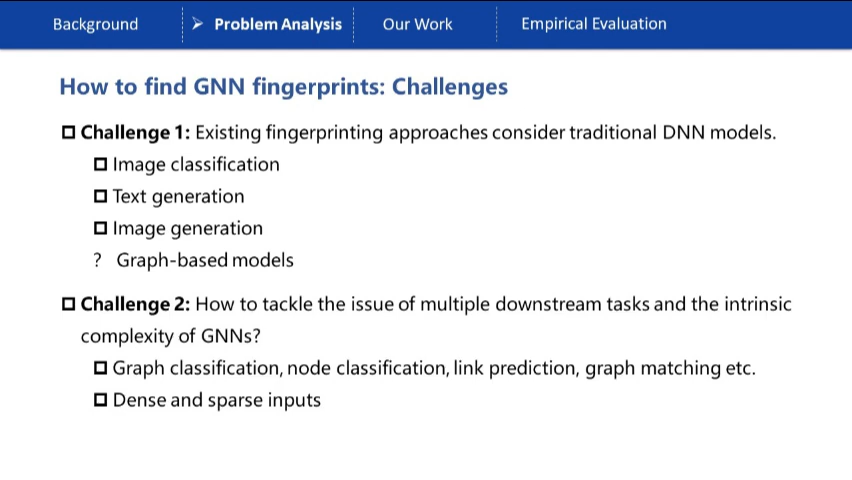 Background
➢ Problem Analysis
Our Work
Empirical Evaluation
How to find GNN fingerprints: Challenges
Challenge 1: Existing fingerprinting approaches consider traditional DNN models.
Image classification
Text generation
Image generation
? Graph-based models
Challenge 2: How to tackle the issue of multiple downstream tasks and the intrinsic
complexity of GNNs?
Graph classification, node classification, link prediction, graph matching etc.
Dense and sparse inputs